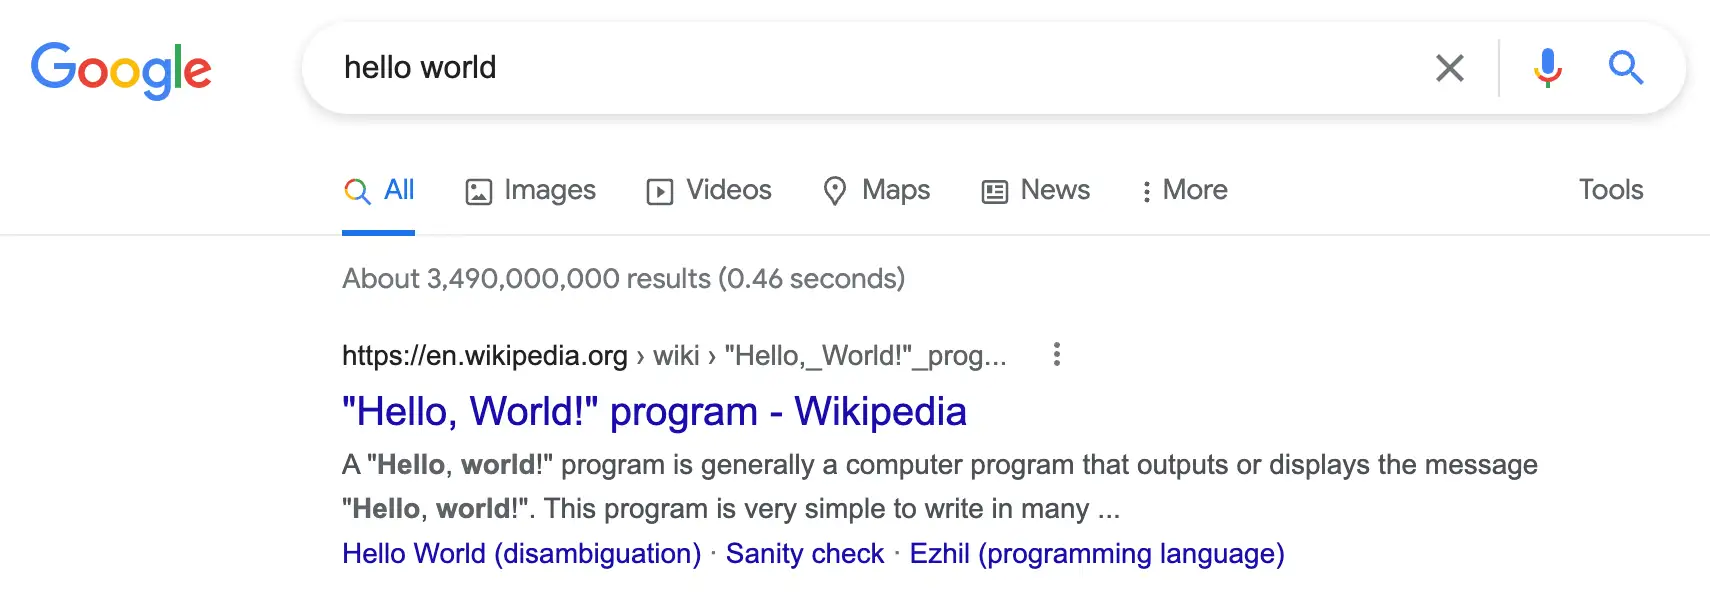 Google hello world
All Images Videos Maps News More Tools
About 3,490,000,000 results (0.46 seconds)
https://en.wikipedia.org › wiki › "Hello,_World!"_prog...
"Hello, World!" program - Wikipedia
A "Hello, world!" program is generally a computer program that outputs or displays the message
"Hello, world!". This program is very simple to write in many ...
Hello World (disambiguation) · Sanity check · Ezhil (programming language)